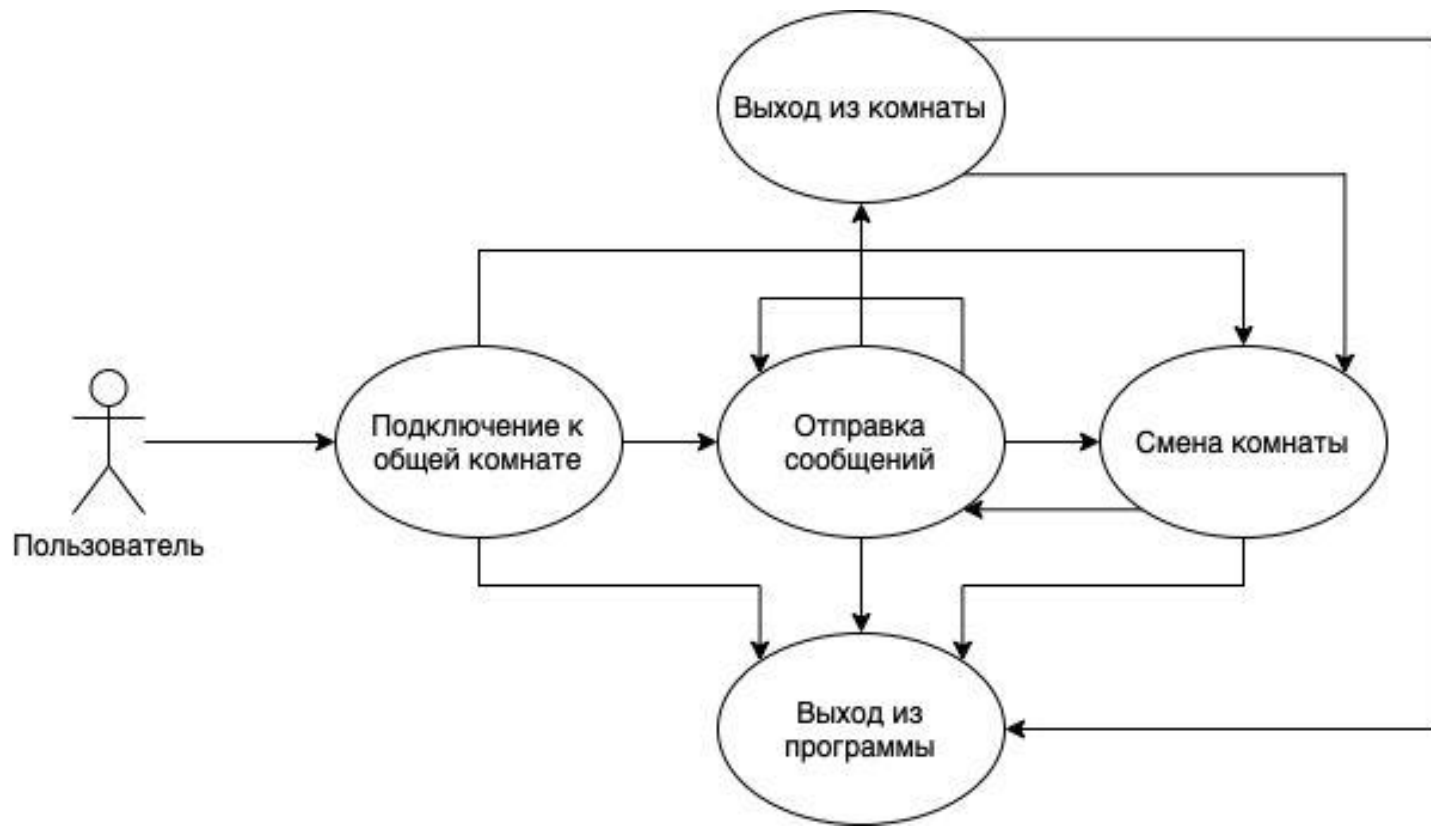 Выход из комнаты
Подключение к
общей комнате
Отправка
сообщений
Смена комнаты
Пользователь
Выход из
программы